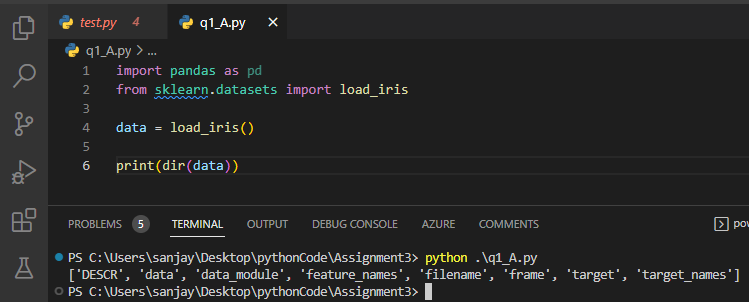 test.py 4 q1_A.py
q1_A.py > ...
1 import pandas as pd
2 from sklearn.datasets import load_iris
3
4 data = load_iris()
5
6 print(dir(data))
PROBLEMS 5 TERMINAL OUTPUT DEBUG CONSOLE AZURE COMMENTS pow
PS C:\Users\sanjay\Desktop\pythonCode\Assignment3> python .\q1_A.py
['DESCR', 'data', 'data_module', 'feature_names', 'filename', 'frame', 'target', 'target_names']
PS C:\Users\sanjay\Desktop\pythonCode\Assignment3>